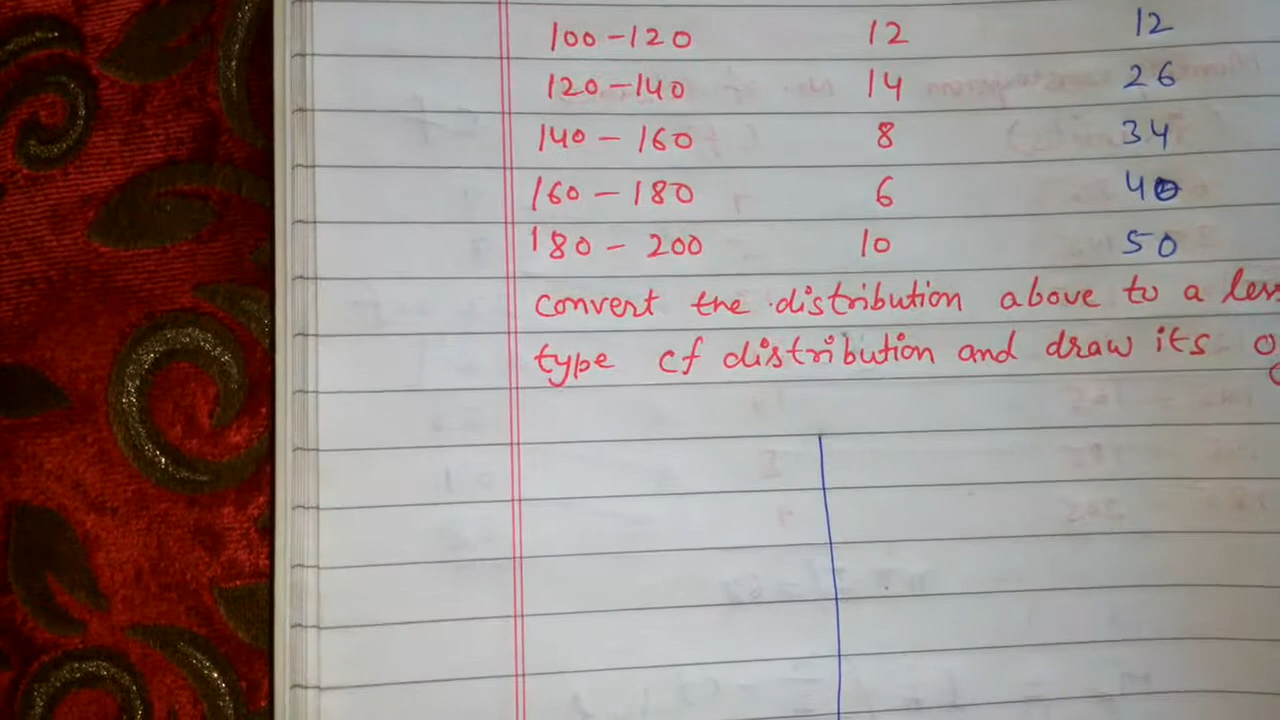 100-120 12 12
120-140 14 26
140-160 8 34
160-180 6 40
180-200 10 50
convert the distribution above to a
type cf distribution and draw its